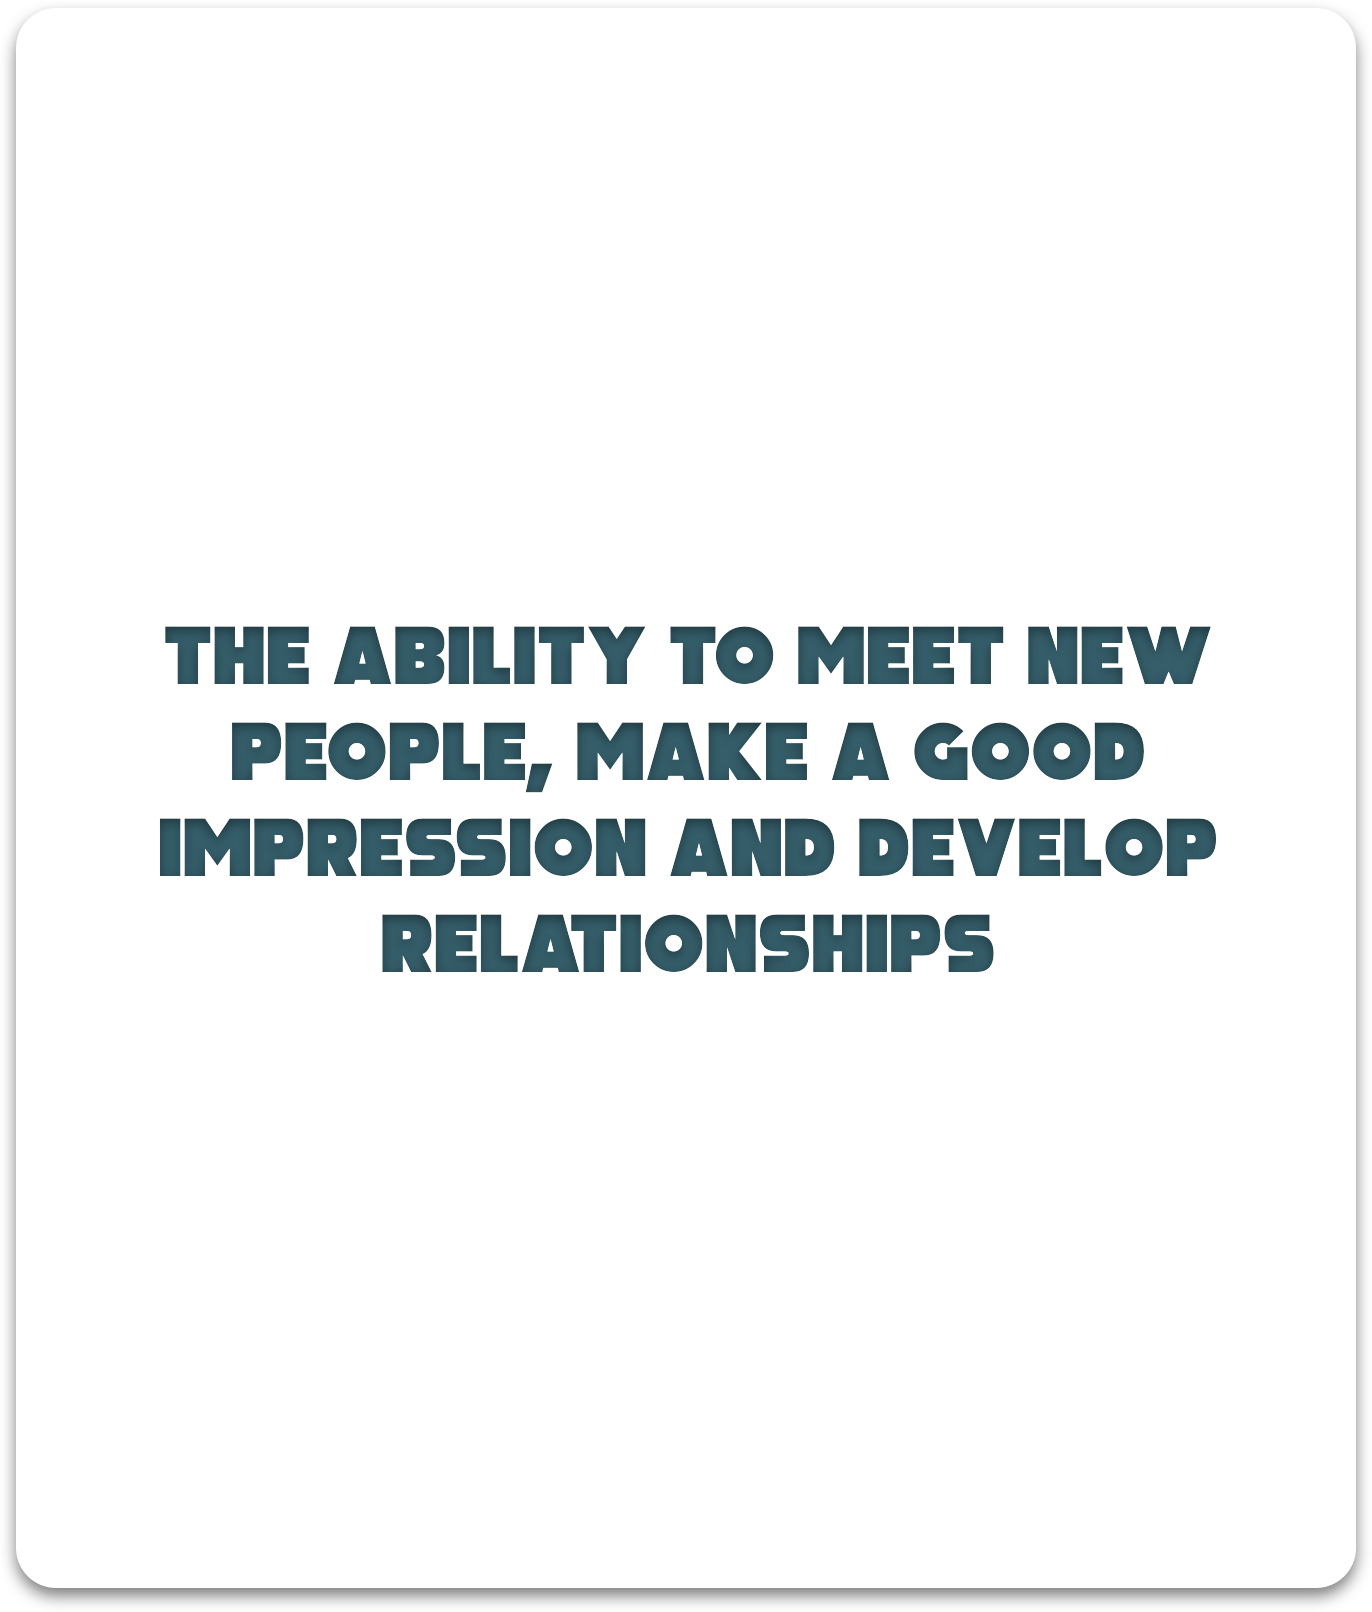 THE ABILITY TO MEET NEW
PEOPLE, MAKE A GOOD
IMPRESSION AND DEVELOP
RELATIONSHIPS